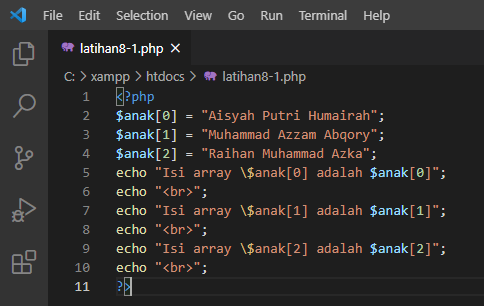 File Edit Selection View Go Run Terminal Help
latihan8-1.php ×
C: > xampp > htdocs > latihan8-1.php
1 <?php
2 $anak[0] = "Aisyah Putri Humairah";
3 $anak[1] = "Muhammad Azzam Abqory";
4 $anak[2] = "Raihan Muhammad Azka";
5 echo "Isi array \$anak[0] adalah $anak[0]";
6 echo "<br>";
7 echo "Isi array \$anak[1] adalah $anak[1]";
8 echo "<br>";
9 echo "Isi array \$anak[2] adalah $anak[2]";
10 echo "<br>";
11 ?>